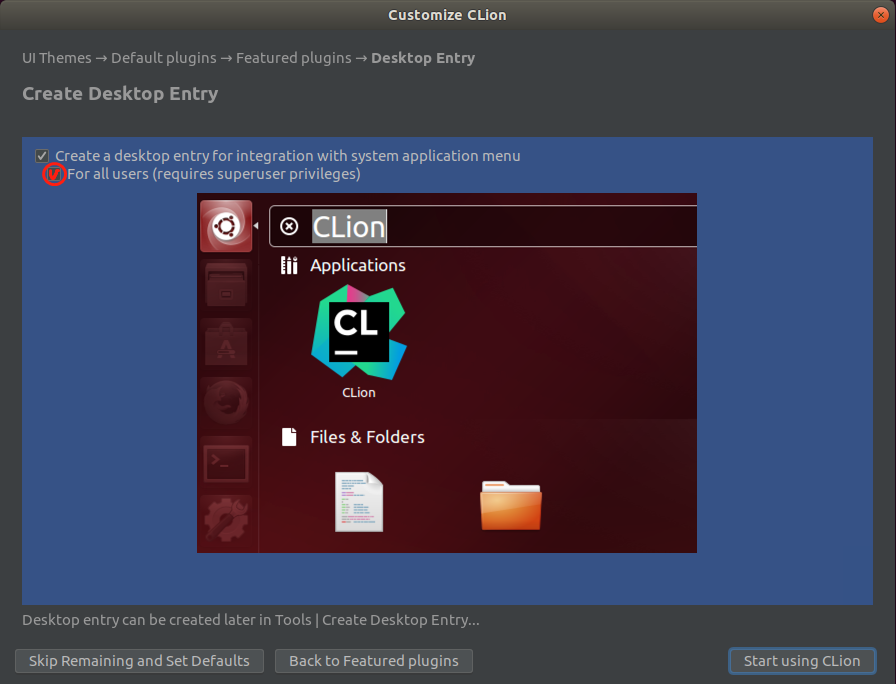 Customize CLion
UI Themes → Default plugins → Featured plugins → Desktop Entry
Create Desktop Entry
Create a desktop entry for integration with system application menu
For all users (requires superuser privileges)
CLion
Applications
CL
CLion
Files & Folders
Desktop entry can be created later in Tools | Create Desktop Entry...
Skip Remaining and Set Defaults
Back to Featured plugins
Start using CLion